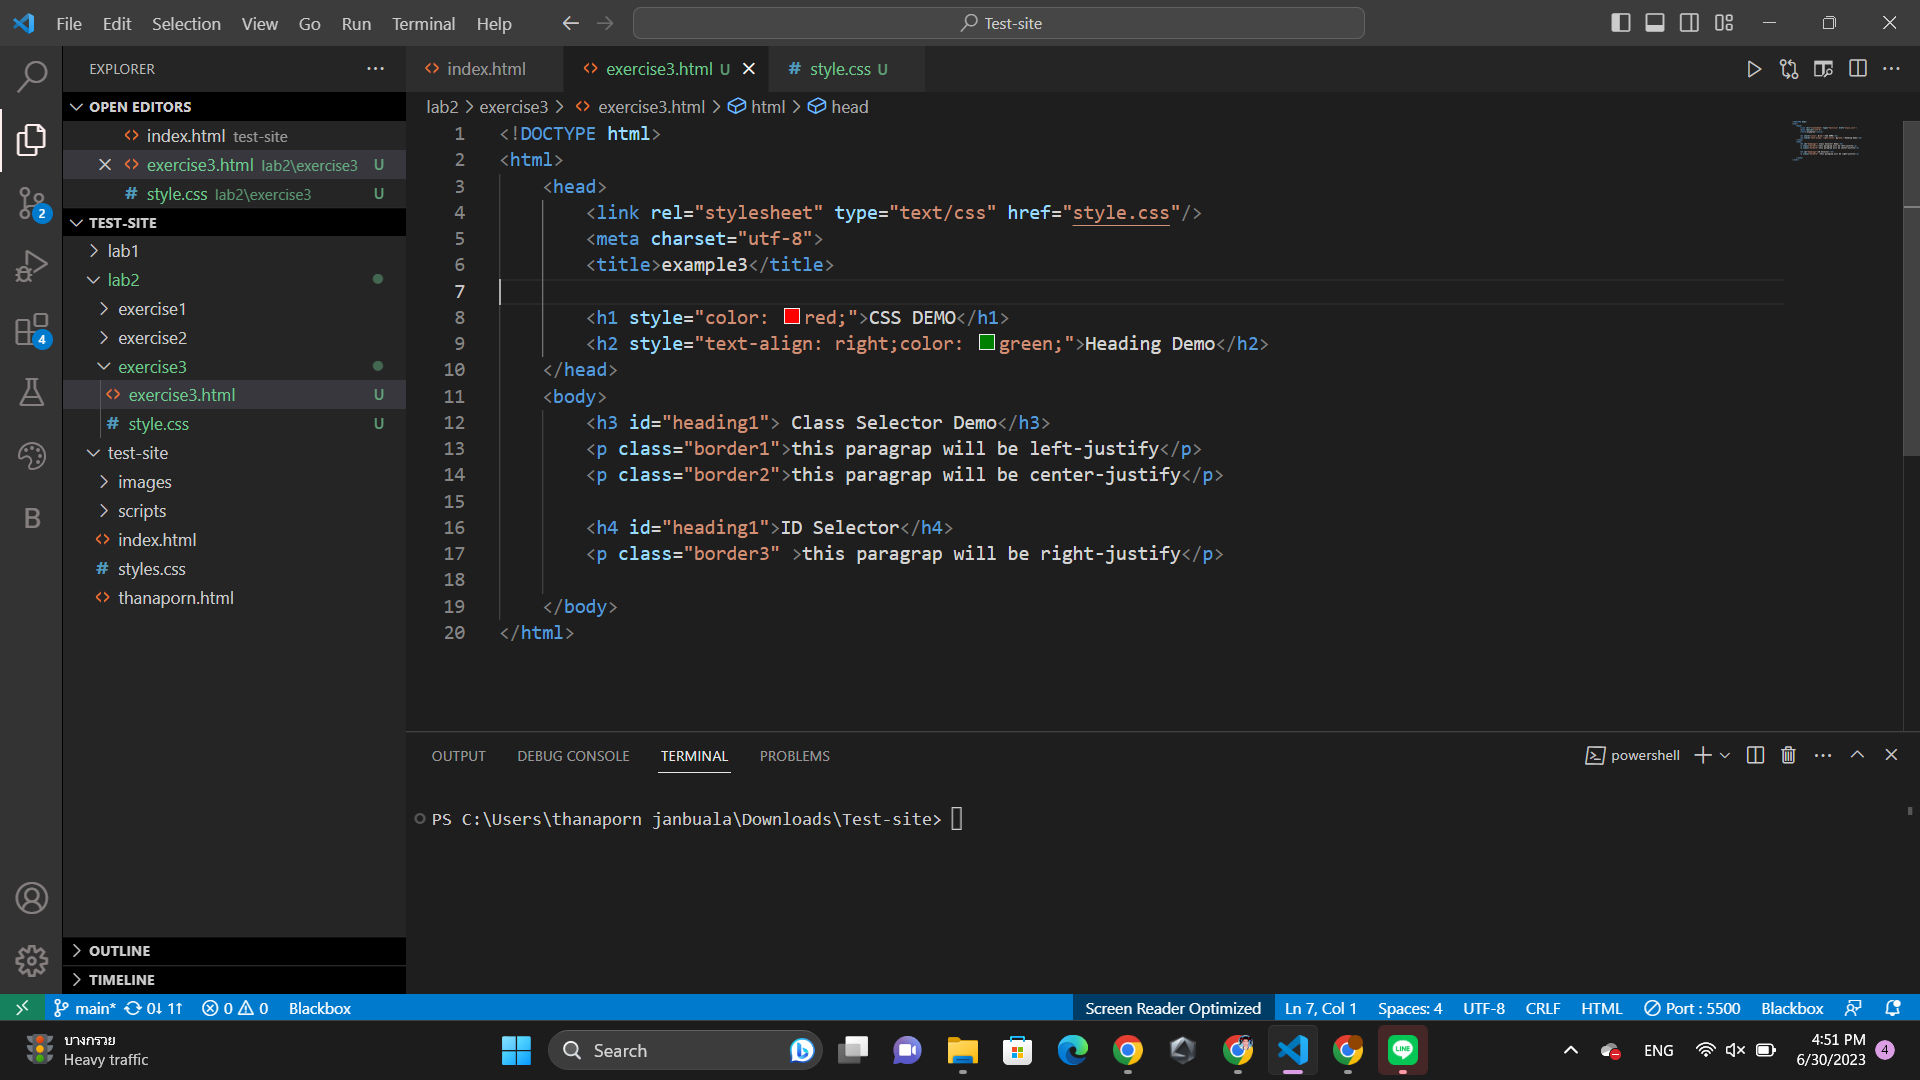 File Edit Selection View Go Run Terminal Help
Test-site
EXPLORER
OPEN EDITORS
index.html test-site
exercise3.html lab2\exercise3 U
# style.css lab2\exercise3 U
TEST-SITE
lab1
lab2
exercise1
exercise2
exercise3
exercise3.html U
# style.css U
test-site
images
scripts
index.html
# styles.css
thanaporn.html
OUTLINE
TIMELINE
2
4
B
index.html
exercise3.html U
# style.css U
lab2 > exercise3 > exercise3.html > html > head
1 <!DOCTYPE html>
2 <html>
3 <head>
4 <link rel="stylesheet" type="text/css" href="style.css"/>
5 <meta charset="utf-8">
6 <title>example3</title>
7
8 <h1 style="color: red;">CSS DEMO</h1>
9 <h2 style="text-align: right;color: green;">Heading Demo</h2>
10 </head>
11 <body>
12 <h3 id="heading1"> Class Selector Demo</h3>
13 <p class="border1">this paragrap will be left-justify</p>
14 <p class="border2">this paragrap will be center-justify</p>
15
16 <h4 id="heading1">ID Selector</h4>
17 <p class="border3" >this paragrap will be right-justify</p>
18
19 </body>
20 </html>
OUTPUT DEBUG CONSOLE TERMINAL PROBLEMS
powershell
PS C:\Users\thanaporn janbuala\Downloads\Test-site>
main* 0↓ 1↑ 0 0 Blackbox
Screen Reader Optimized Ln 7, Col 1 Spaces: 4 UTF-8 CRLF HTML Port : 5500 Blackbox
บางกรวย
Heavy traffic
Search
LINE
ENG
4:51 PM
6/30/2023
4